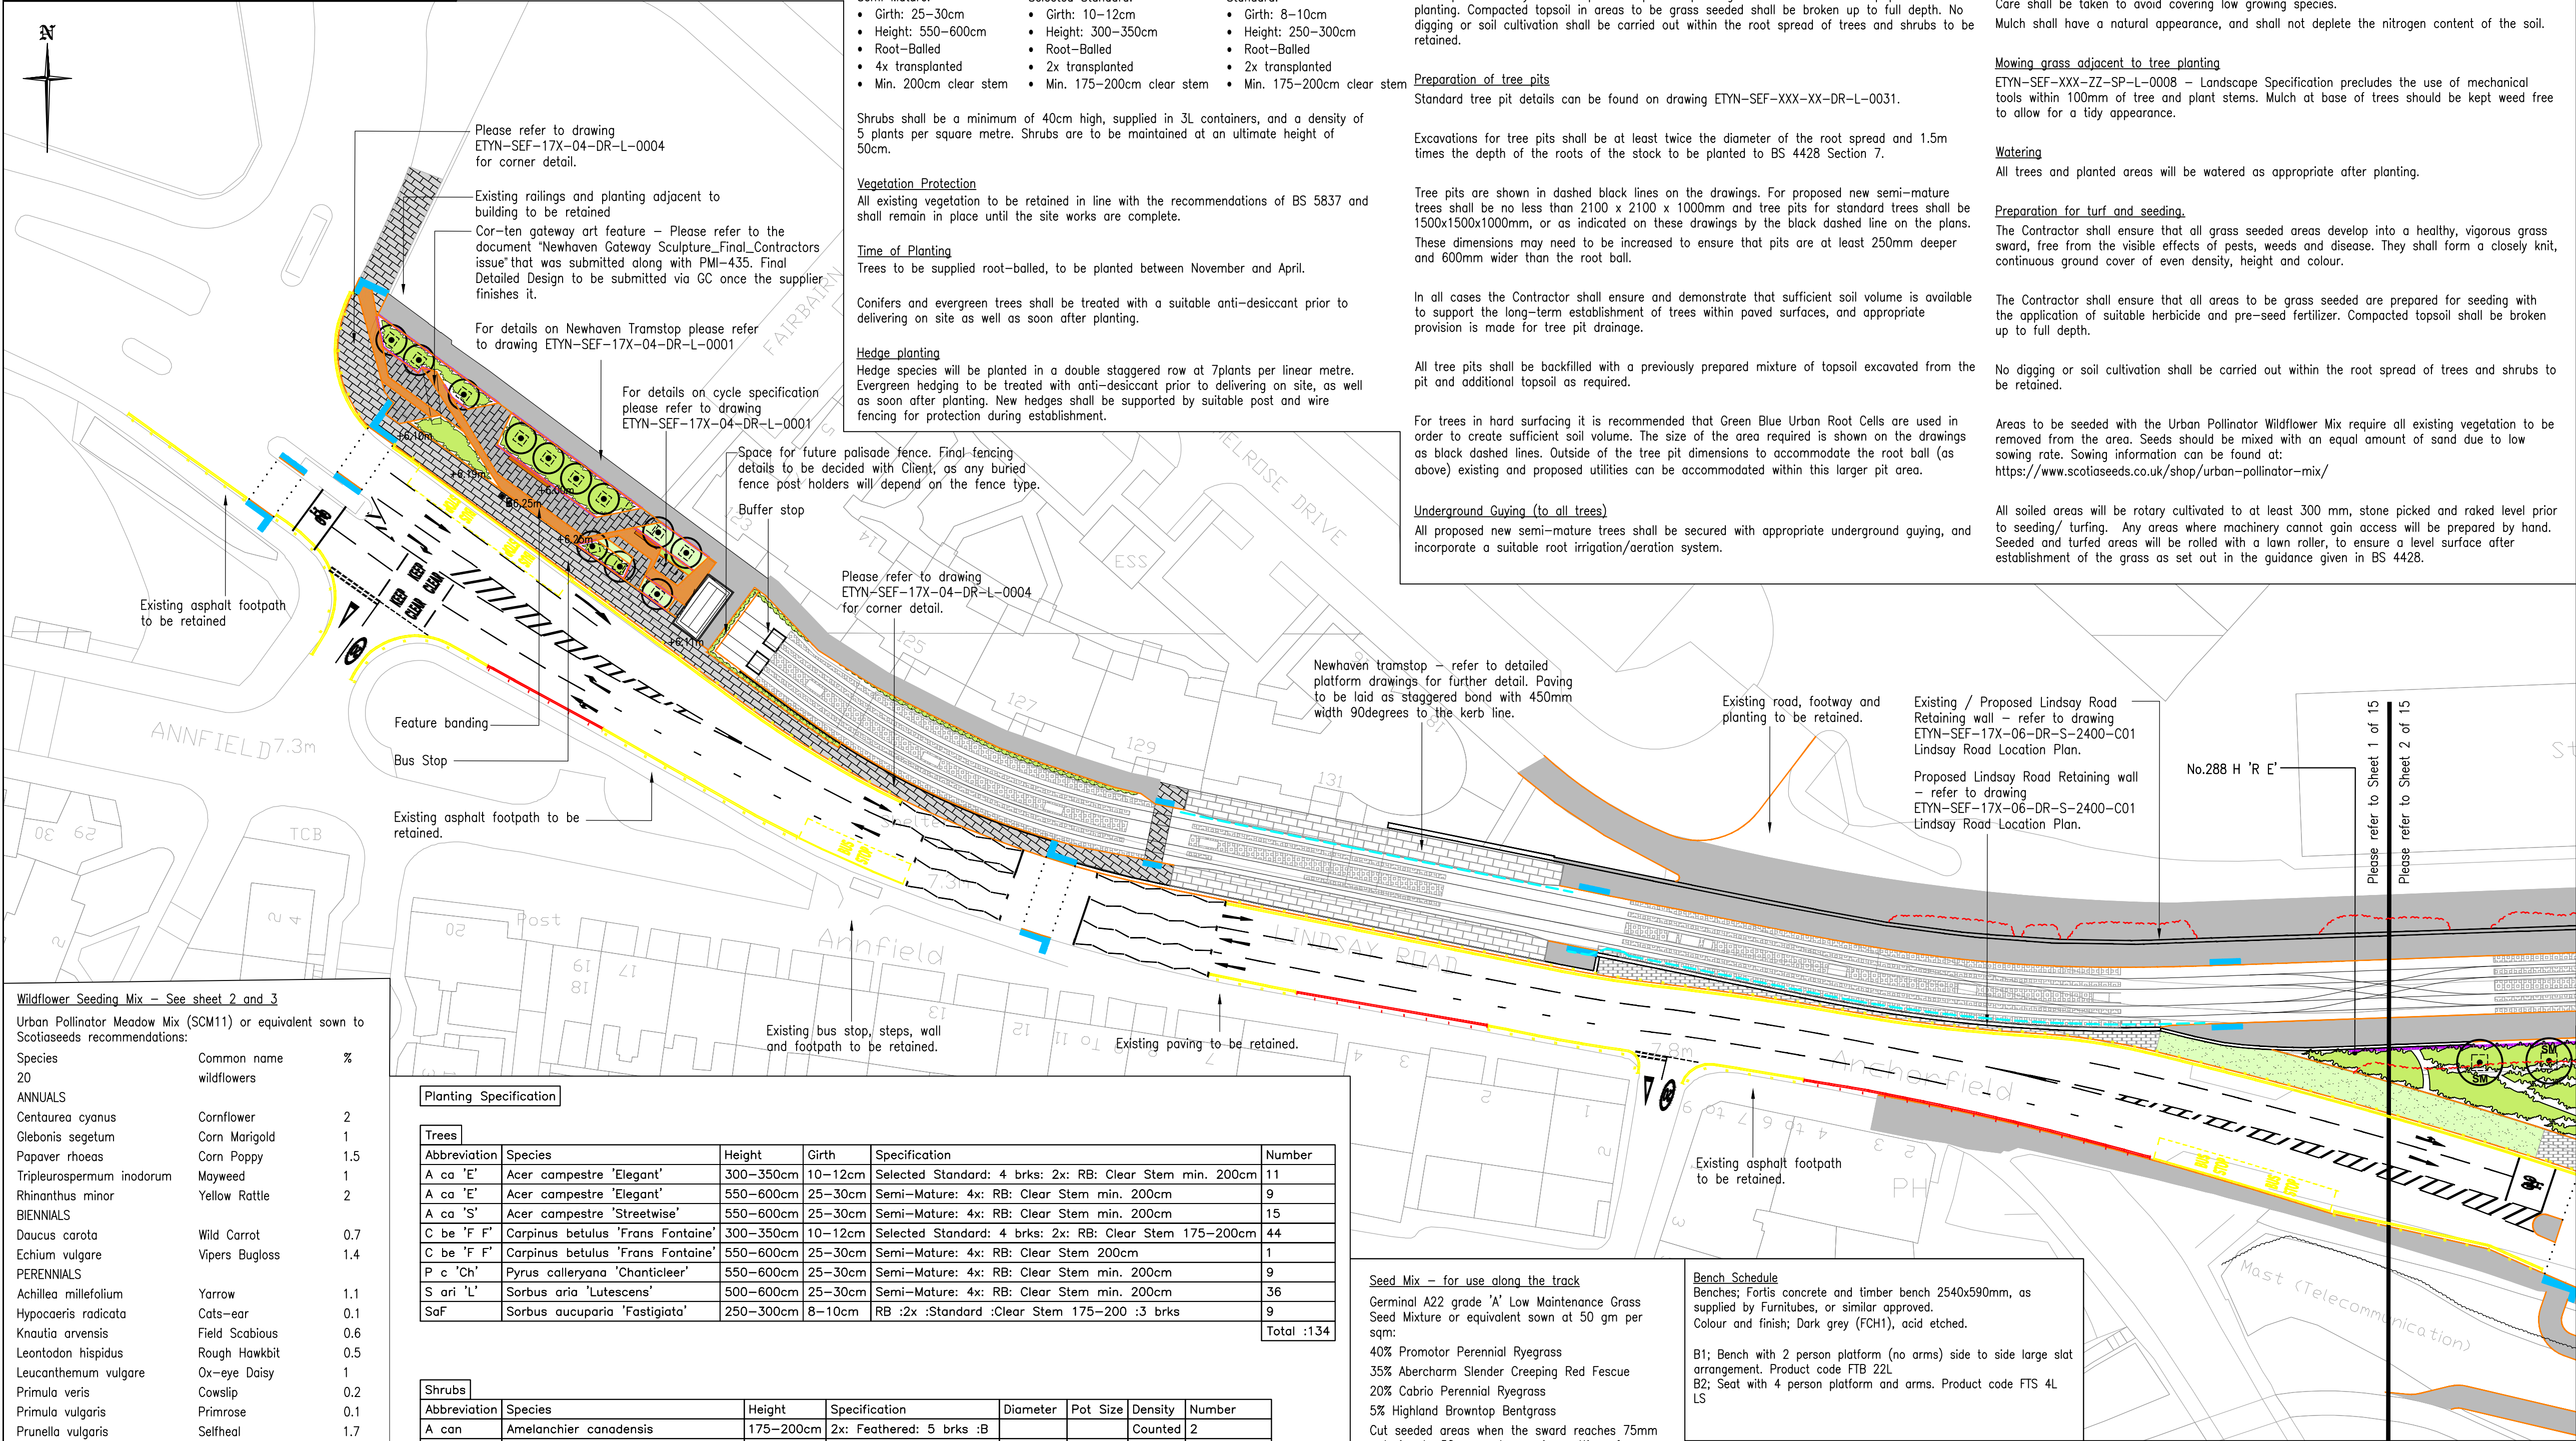 N
Please refer to drawing
ETYN-SEF-17X-04-DR-L-0004
for corner detail.
Existing railings and planting adjacent to
building to be retained
Cor-ten gateway art feature – Please refer to the
document "Newhaven Gateway Sculpture_Final_Contractors
issue" that was submitted along with PMI-435. Final
Detailed Design to be submitted via GC once the supplier
finishes it.
For details on Newhaven Tramstop please refer
to drawing ETYN-SEF-17X-04-DR-L-0001
For details on cycle specification
please refer to drawing
ETYN-SEF-17X-04-DR-L-0001
Space for future palisade fence. Final fencing
details to be decided with Client, as any buried
fence post holders will depend on the fence type.
Buffer stop
Please refer to drawing
ETYN-SEF-17X-04-DR-L-0004
for corner detail.
Existing asphalt footpath
to be retained
Feature banding
Bus Stop
Existing asphalt footpath to be
retained.
Newhaven tramstop – refer to detailed
platform drawings for further detail. Paving
to be laid as staggered bond with 450mm
width 90degrees to the kerb line.
Existing road, footway and
planting to be retained.
Existing / Proposed Lindsay Road
Retaining wall – refer to drawing
ETYN-SEF-17X-06-DR-S-2400-C01
Lindsay Road Location Plan.
Proposed Lindsay Road Retaining wall
– refer to drawing
ETYN-SEF-17X-06-DR-S-2400-C01
Lindsay Road Location Plan.
No.288 H 'R E'
Please refer to Sheet 1 of 15
Please refer to Sheet 2 of 15
Existing bus stop, steps, wall
and footpath to be retained.
Existing paving to be retained.
Existing asphalt footpath
to be retained.
FAIRBAIRN
MELROSE DRIVE
ESS
123
14
125
127
129
131
ANNFIELD
7.3m
TCB
30
29
Post
20
Annfield
7.3m
LINDSAY ROAD
Anchorfield
7.8m
PH
Mast (Telecommunication)
19
18
17
13
12
+6.19m
+6.25m
+6.26m
+6.11m
KEEP
CLEAR
KEEP
CLEAR
SM
SM
• Girth: 25-30cm
• Height: 550-600cm
• Root-Balled
• 4x transplanted
• Min. 200cm clear stem
• Girth: 10-12cm
• Height: 300-350cm
• Root-Balled
• 2x transplanted
• Min. 175-200cm clear stem
• Girth: 8-10cm
• Height: 250-300cm
• Root-Balled
• 2x transplanted
• Min. 175-200cm clear stem
Shrubs shall be a minimum of 40cm high, supplied in 3L containers, and a density of
5 plants per square metre. Shrubs are to be maintained at an ultimate height of
50cm.
Vegetation Protection
All existing vegetation to be retained in line with the recommendations of BS 5837 and
shall remain in place until the site works are complete.
Time of Planting
Trees to be supplied root-balled, to be planted between November and April.
Conifers and evergreen trees shall be treated with a suitable anti-desiccant prior to
delivering on site as well as soon after planting.
Hedge planting
Hedge species will be planted in a double staggered row at 7plants per linear metre.
Evergreen hedging to be treated with anti-desiccant prior to delivering on site, as well
as soon after planting. New hedges shall be supported by suitable post and wire
fencing for protection during establishment.
planting. Compacted topsoil in areas to be grass seeded shall be broken up to full depth. No
digging or soil cultivation shall be carried out within the root spread of trees and shrubs to be
retained.
Preparation of tree pits
Standard tree pit details can be found on drawing ETYN-SEF-XXX-XX-DR-L-0031.
Excavations for tree pits shall be at least twice the diameter of the root spread and 1.5m
times the depth of the roots of the stock to be planted to BS 4428 Section 7.
Tree pits are shown in dashed black lines on the drawings. For proposed new semi-mature
trees shall be no less than 2100 x 2100 x 1000mm and tree pits for standard trees shall be
1500x1500x1000mm, or as indicated on these drawings by the black dashed line on the plans.
These dimensions may need to be increased to ensure that pits are at least 250mm deeper
and 600mm wider than the root ball.
In all cases the Contractor shall ensure and demonstrate that sufficient soil volume is available
to support the long-term establishment of trees within paved surfaces, and appropriate
provision is made for tree pit drainage.
All tree pits shall be backfilled with a previously prepared mixture of topsoil excavated from the
pit and additional topsoil as required.
For trees in hard surfacing it is recommended that Green Blue Urban Root Cells are used in
order to create sufficient soil volume. The size of the area required is shown on the drawings
as black dashed lines. Outside of the tree pit dimensions to accommodate the root ball (as
above) existing and proposed utilities can be accommodated within this larger pit area.
Underground Guying (to all trees)
All proposed new semi-mature trees shall be secured with appropriate underground guying, and
incorporate a suitable root irrigation/aeration system.
Care shall be taken to avoid covering low growing species.
Mulch shall have a natural appearance, and shall not deplete the nitrogen content of the soil.
Mowing grass adjacent to tree planting
ETYN-SEF-XXX-ZZ-SP-L-0008 – Landscape Specification precludes the use of mechanical
tools within 100mm of tree and plant stems. Mulch at base of trees should be kept weed free
to allow for a tidy appearance.
Watering
All trees and planted areas will be watered as appropriate after planting.
Preparation for turf and seeding.
The Contractor shall ensure that all grass seeded areas develop into a healthy, vigorous grass
sward, free from the visible effects of pests, weeds and disease. They shall form a closely knit,
continuous ground cover of even density, height and colour.
The Contractor shall ensure that all areas to be grass seeded are prepared for seeding with
the application of suitable herbicide and pre-seed fertilizer. Compacted topsoil shall be broken
up to full depth.
No digging or soil cultivation shall be carried out within the root spread of trees and shrubs to
be retained.
Areas to be seeded with the Urban Pollinator Wildflower Mix require all existing vegetation to be
removed from the area. Seeds should be mixed with an equal amount of sand due to low
sowing rate. Sowing information can be found at:
https://www.scotiaseeds.co.uk/shop/urban-pollinator-mix/
All soiled areas will be rotary cultivated to at least 300 mm, stone picked and raked level prior
to seeding/ turfing. Any areas where machinery cannot gain access will be prepared by hand.
Seeded and turfed areas will be rolled with a lawn roller, to ensure a level surface after
establishment of the grass as set out in the guidance given in BS 4428.
Wildflower Seeding Mix – See sheet 2 and 3
Urban Pollinator Meadow Mix (SCM11) or equivalent sown to
Scotiaseeds recommendations:
Species Common name %
20 wildflowers
ANNUALS
Centaurea cyanus Cornflower 2
Glebonis segetum Corn Marigold 1
Papaver rhoeas Corn Poppy 1.5
Tripleurospermum inodorum Mayweed 1
Rhinanthus minor Yellow Rattle 2
BIENNIALS
Daucus carota Wild Carrot 0.7
Echium vulgare Vipers Bugloss 1.4
PERENNIALS
Achillea millefolium Yarrow 1.1
Hypocaeris radicata Cats-ear 0.1
Knautia arvensis Field Scabious 0.6
Leontodon hispidus Rough Hawkbit 0.5
Leucanthemum vulgare Ox-eye Daisy 1
Primula veris Cowslip 0.2
Primula vulgaris Primrose 0.1
Prunella vulgaris Selfheal 1.7
Planting Specification
Trees
Abbreviation Species Height Girth Specification Number
A ca 'E' Acer campestre 'Elegant' 300-350cm 10-12cm Selected Standard: 4 brks: 2x: RB: Clear Stem min. 200cm 11
A ca 'E' Acer campestre 'Elegant' 550-600cm 25-30cm Semi-Mature: 4x: RB: Clear Stem min. 200cm 9
A ca 'S' Acer campestre 'Streetwise' 550-600cm 25-30cm Semi-Mature: 4x: RB: Clear Stem min. 200cm 15
C be 'F F' Carpinus betulus 'Frans Fontaine' 300-350cm 10-12cm Selected Standard: 4 brks: 2x: RB: Clear Stem 175-200cm 44
C be 'F F' Carpinus betulus 'Frans Fontaine' 550-600cm 25-30cm Semi-Mature: 4x: RB: Clear Stem 200cm 1
P c 'Ch' Pyrus calleryana 'Chanticleer' 550-600cm 25-30cm Semi-Mature: 4x: RB: Clear Stem min. 200cm 9
S ari 'L' Sorbus aria 'Lutescens' 500-600cm 25-30cm Semi-Mature: 4x: RB: Clear Stem min. 200cm 36
SaF Sorbus aucuparia 'Fastigiata' 250-300cm 8-10cm RB :2x :Standard :Clear Stem 175-200 :3 brks 9
Total :134
Shrubs
Abbreviation Species Height Specification Diameter Pot Size Density Number
A can Amelanchier canadensis 175-200cm 2x: Feathered: 5 brks :B Counted 2
Seed Mix – for use along the track
Germinal A22 grade 'A' Low Maintenance Grass
Seed Mixture or equivalent sown at 50 gm per
sqm:
40% Promotor Perennial Ryegrass
35% Abercharm Slender Creeping Red Fescue
20% Cabrio Perennial Ryegrass
5% Highland Browntop Bentgrass
Cut seeded areas when the sward reaches 75mm
Bench Schedule
Benches; Fortis concrete and timber bench 2540x590mm, as
supplied by Furnitubes, or similar approved.
Colour and finish; Dark grey (FCH1), acid etched.
B1; Bench with 2 person platform (no arms) side to side large slat
arrangement. Product code FTB 22L
B2; Seat with 4 person platform and arms. Product code FTS 4L
LS